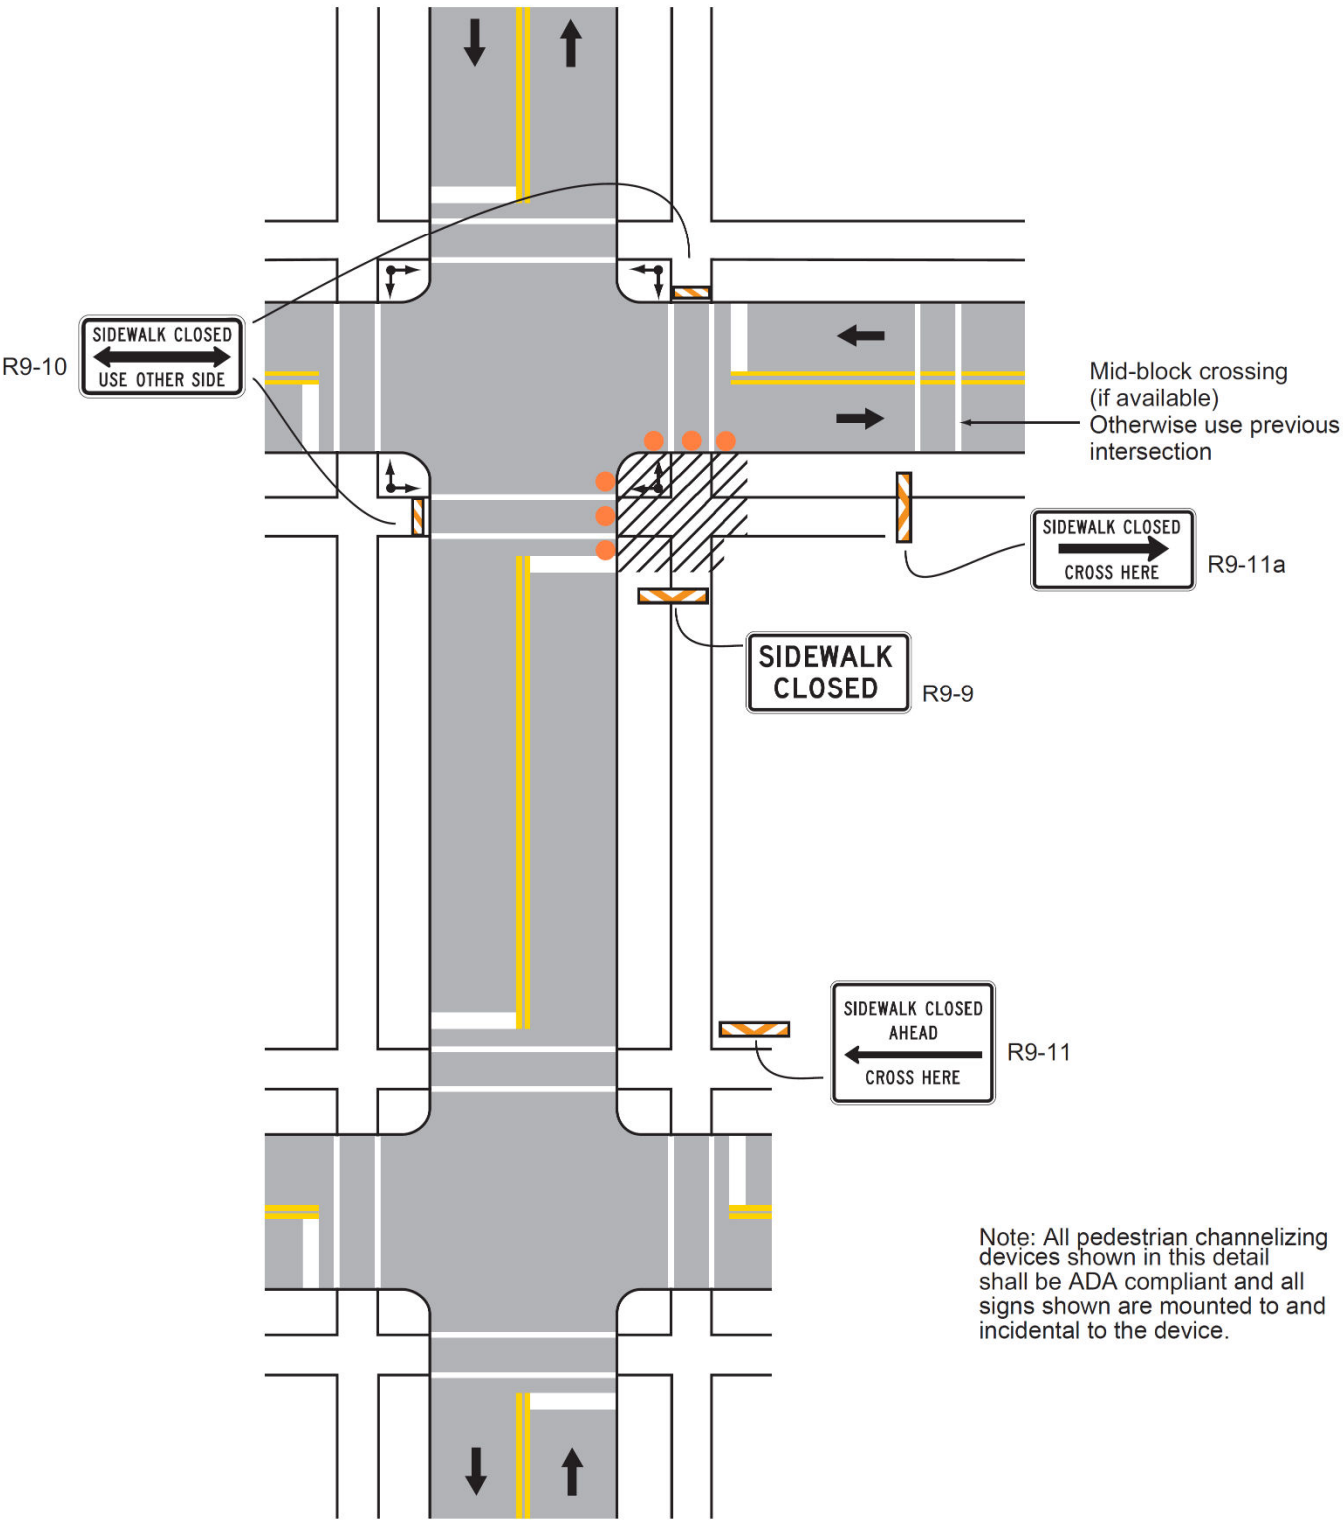 SIDEWALK CLOSED
USE OTHER SIDE
R9-10
Mid-block crossing
(if available)
Otherwise use previous
intersection
SIDEWALK CLOSED
CROSS HERE
R9-11a
SIDEWALK
CLOSED
R9-9
SIDEWALK CLOSED
AHEAD
CROSS HERE
R9-11
Note: All pedestrian channelizing
devices shown in this detail
shall be ADA compliant and all
signs shown are mounted to and
incidental to the device.